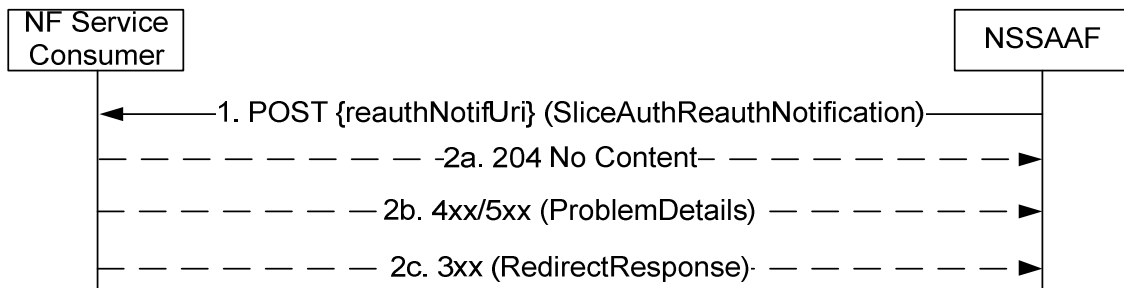 NF Service
Consumer
NSSAAF
1. POST {reauthNotifUri} (SliceAuthReauthNotification)
2a. 204 No Content
2b. 4xx/5xx (ProblemDetails)
2c. 3xx (RedirectResponse)